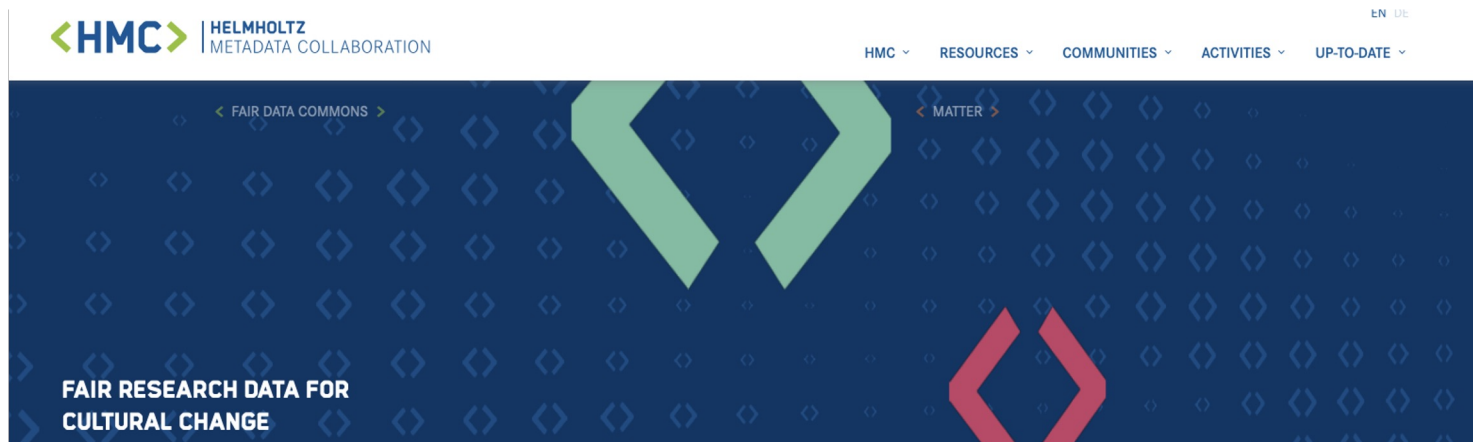 EN DE
<HMC> HELMHOLTZ
METADATA COLLABORATION
HMC RESOURCES COMMUNITIES ACTIVITIES UP-TO-DATE
< FAIR DATA COMMONS > < MATTER >
FAIR RESEARCH DATA FOR
CULTURAL CHANGE